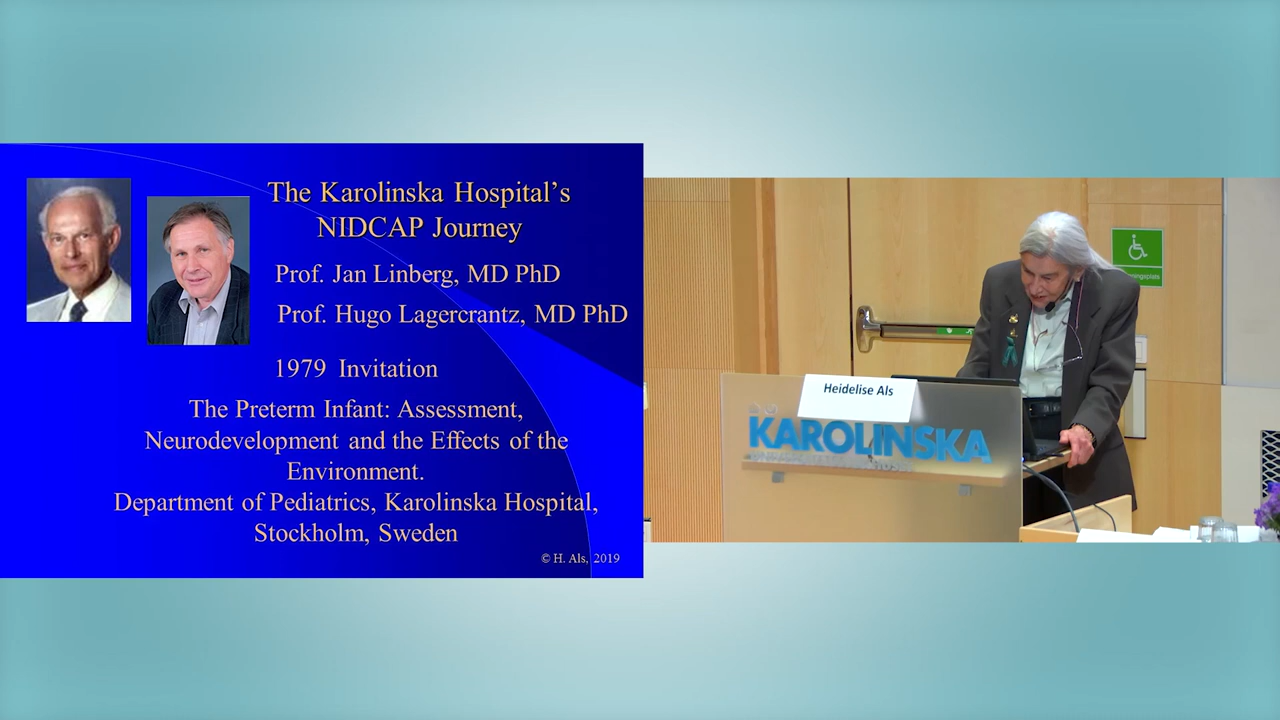 The Karolinska Hospital's
NIDCAP Journey
Prof. Jan Linberg, MD PhD
Prof. Hugo Lagercrantz, MD PhD
1979 Invitation
The Preterm Infant: Assessment,
Neurodevelopment and the Effects of the
Environment.
Department of Pediatrics, Karolinska Hospital,
Stockholm, Sweden
© H. Als, 2019
Heidelise Als
KAROLINSKA